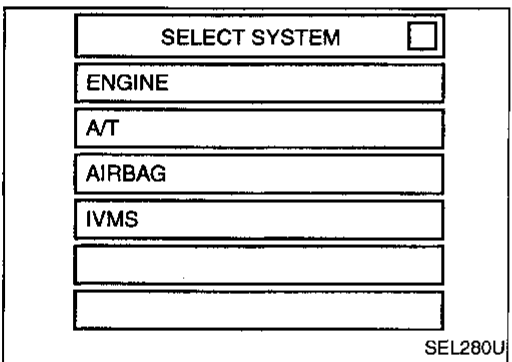 SELECT SYSTEM
ENGINE
A/T
AIRBAG
IVMS
SEL280U